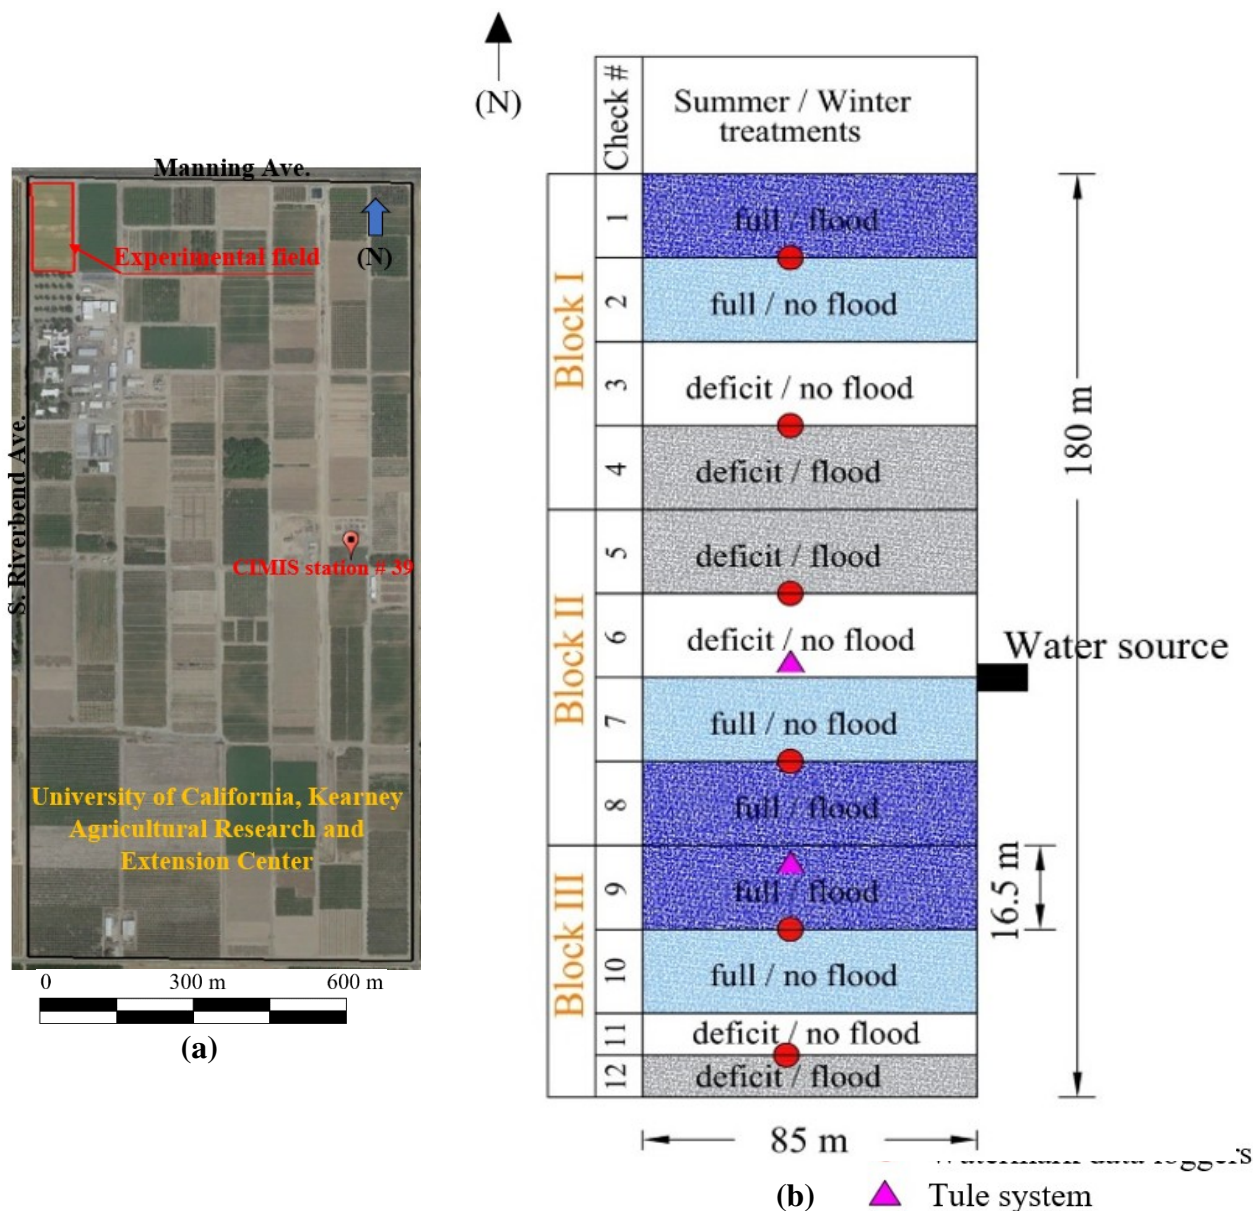 Manning Ave.
(N)
Experimental field
S. Riverbend Ave.
CIMIS station # 39
University of California, Kearney
Agricultural Research and
Extension Center
0 300 m 600 m
(a)
(N)
Check #
Summer / Winter
treatments
Block I
1 full / flood
2 full / no flood
3 deficit / no flood
4 deficit / flood
Block II
5 deficit / flood
6 deficit / no flood
7 full / no flood
8 full / flood
Block III
9 full / flood
10 full / no flood
11 deficit / no flood
12 deficit / flood
Water source
180 m
16.5 m
85 m
Watermark data loggers
(b)
Tule system